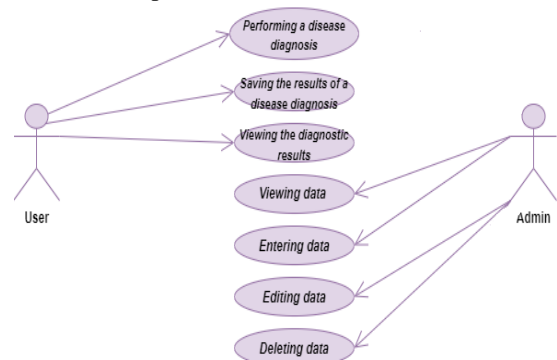 Performing a disease
diagnosis
Saving the results of a
disease diagnosis
Viewing the diagnostic
results
Viewing data
User
Admin
Entering data
Editing data
Deleting data